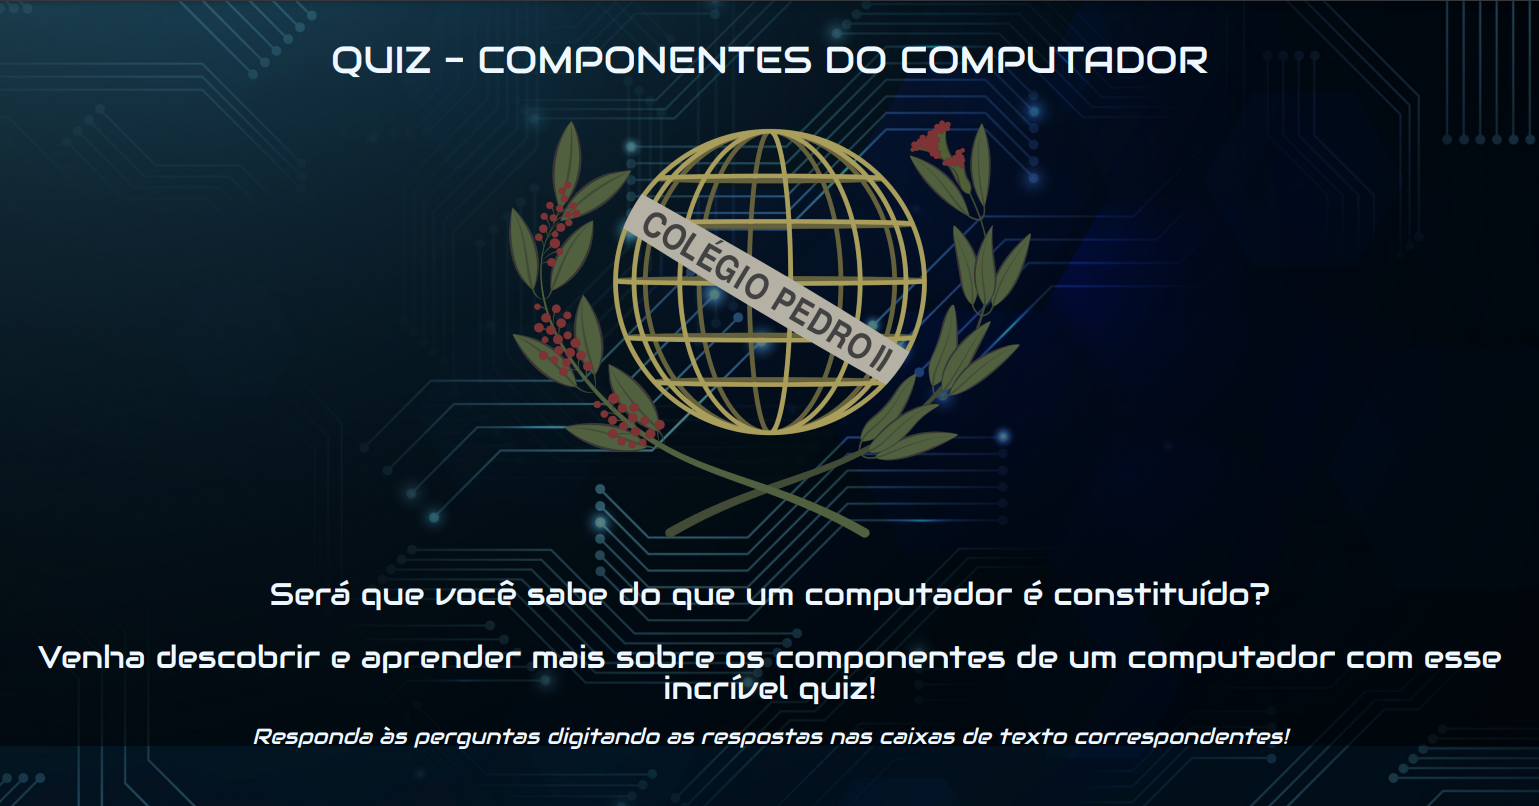 QUIZ - COMPONENTES DO COMPUTADOR
COLÉGIO PEDRO II
Será que você sabe do que um computador é constituído?
Venha descobrir e aprender mais sobre os componentes de um computador com esse
incrível quiz!
Responda às perguntas digitando as respostas nas caixas de texto correspondentes!